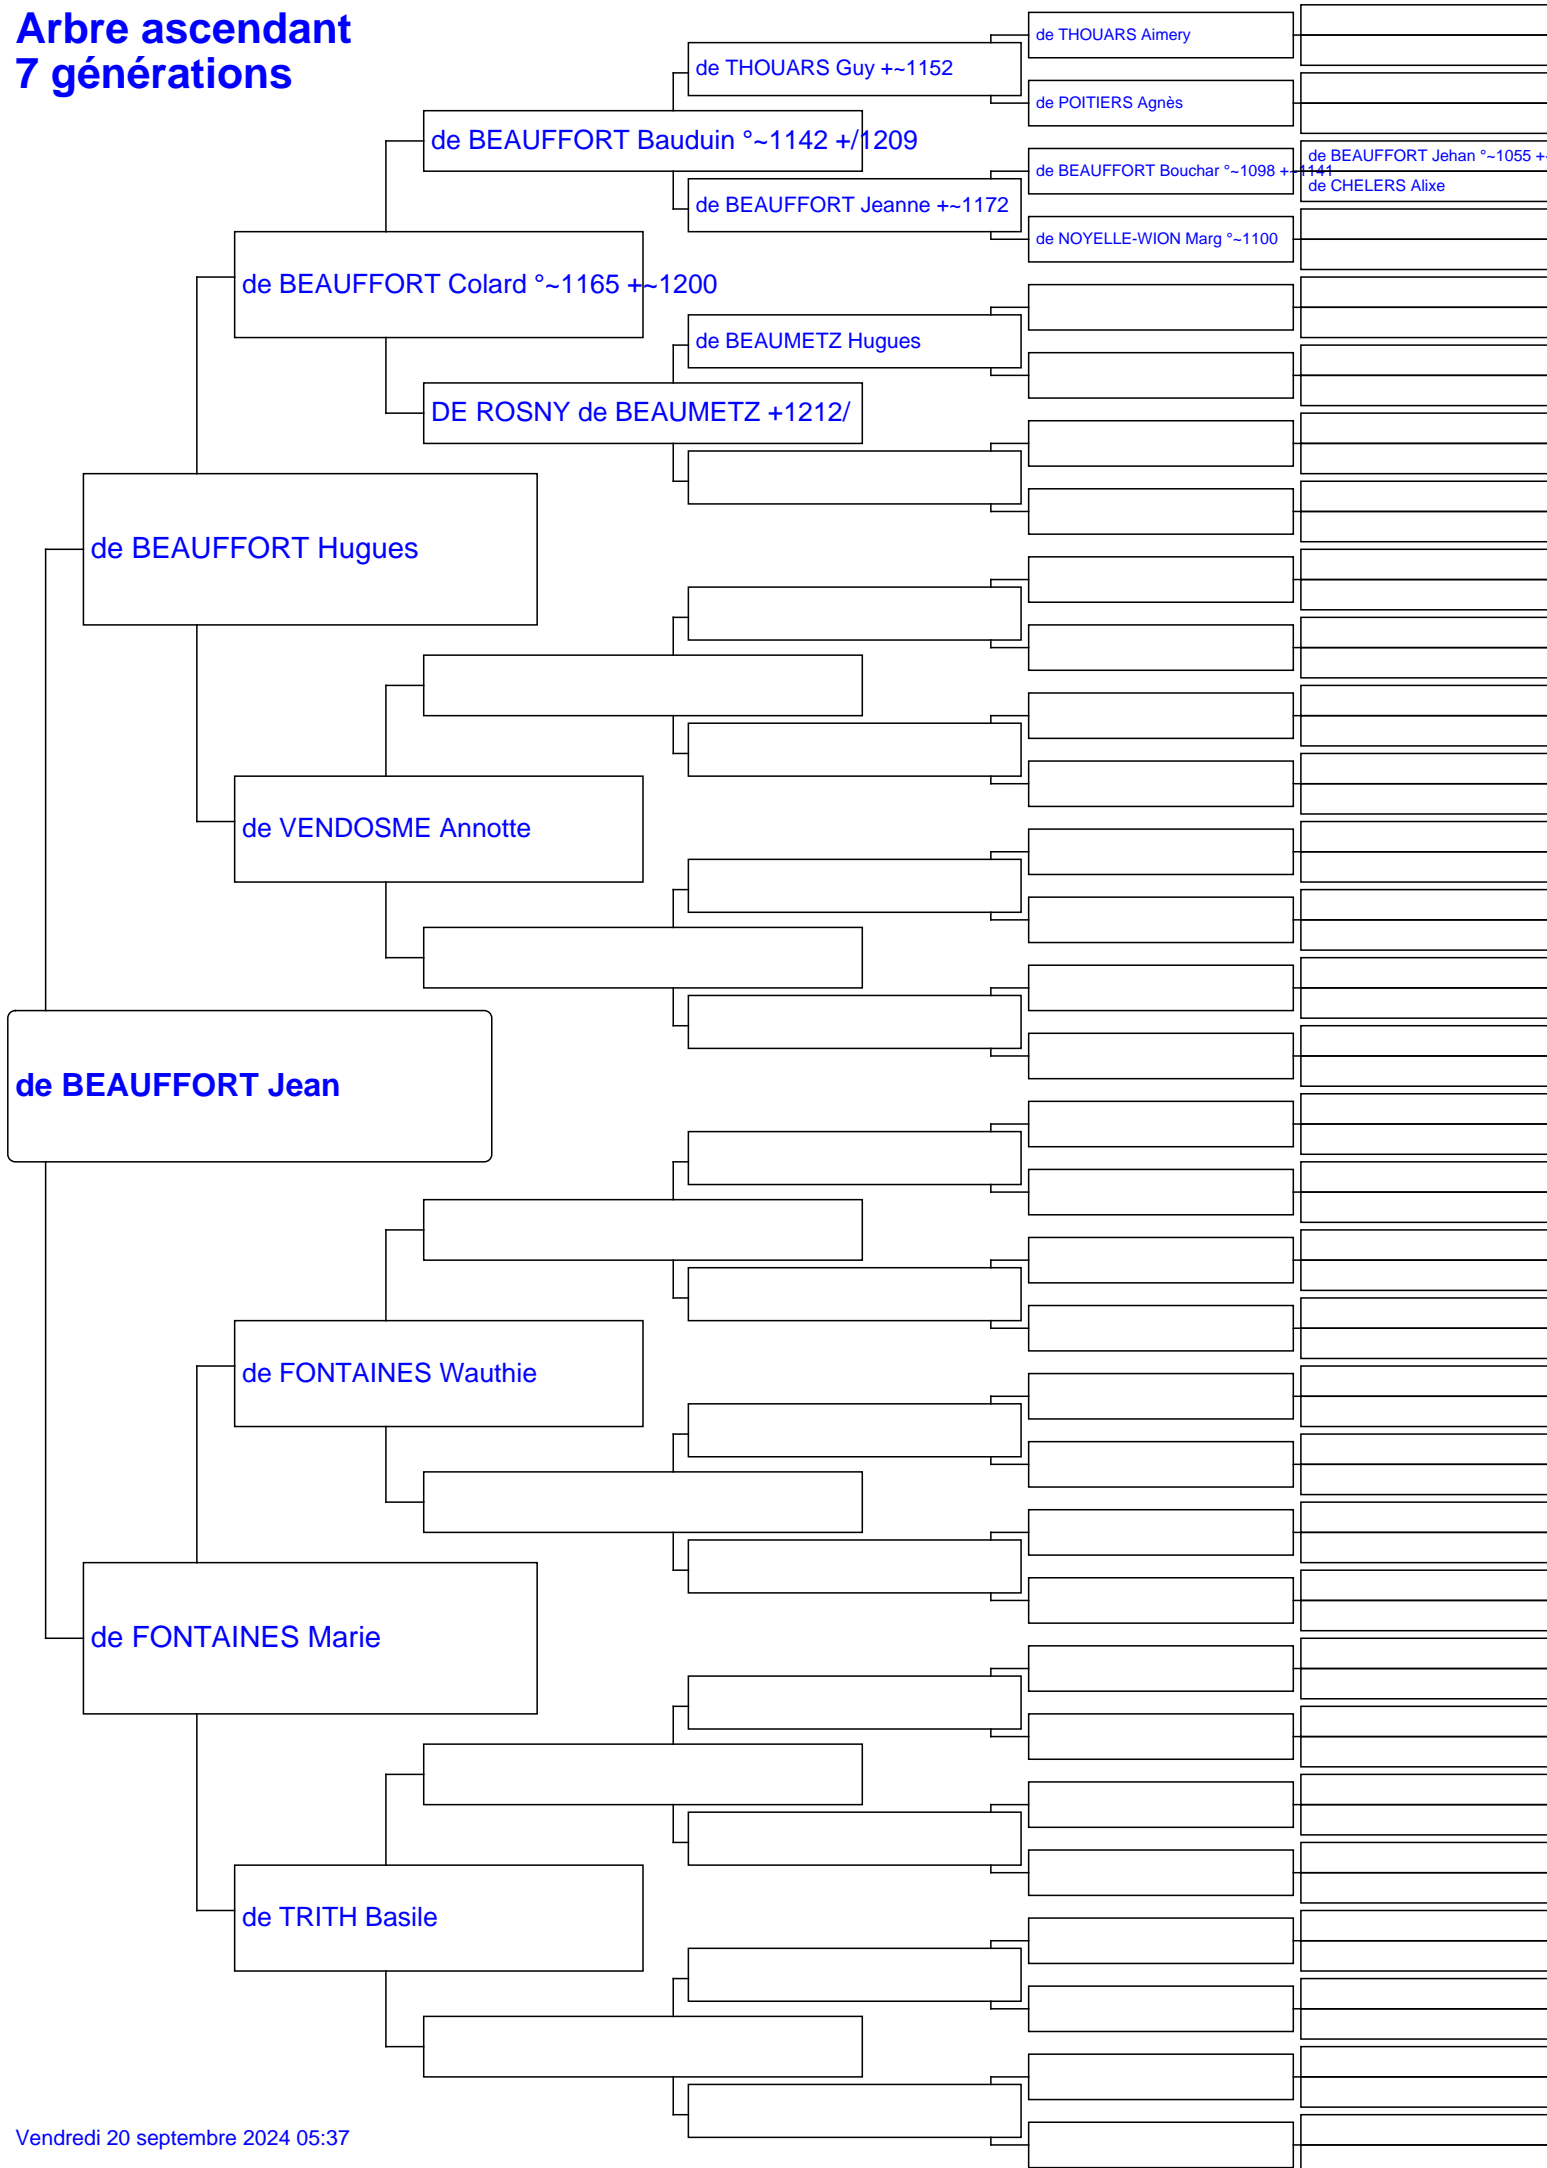 Arbre ascendant
7 générations
de THOUARS Aimery
de THOUARS Guy +~1152
de POITIERS Agnès
de BEAUFFORT Bauduin °~1142 +/1209
de BEAUFFORT Jehan °~1055 +~
de BEAUFFORT Bouchar °~1098 +~1141
de CHELERS Alixe
de BEAUFFORT Jeanne +~1172
de NOYELLE-WION Marg °~1100
de BEAUFFORT Colard °~1165 +~1200
de BEAUMETZ Hugues
DE ROSNY de BEAUMETZ +1212/
de BEAUFFORT Hugues
de VENDOSME Annotte
de BEAUFFORT Jean
de FONTAINES Wauthie
de FONTAINES Marie
de TRITH Basile
Vendredi 20 septembre 2024 05:37